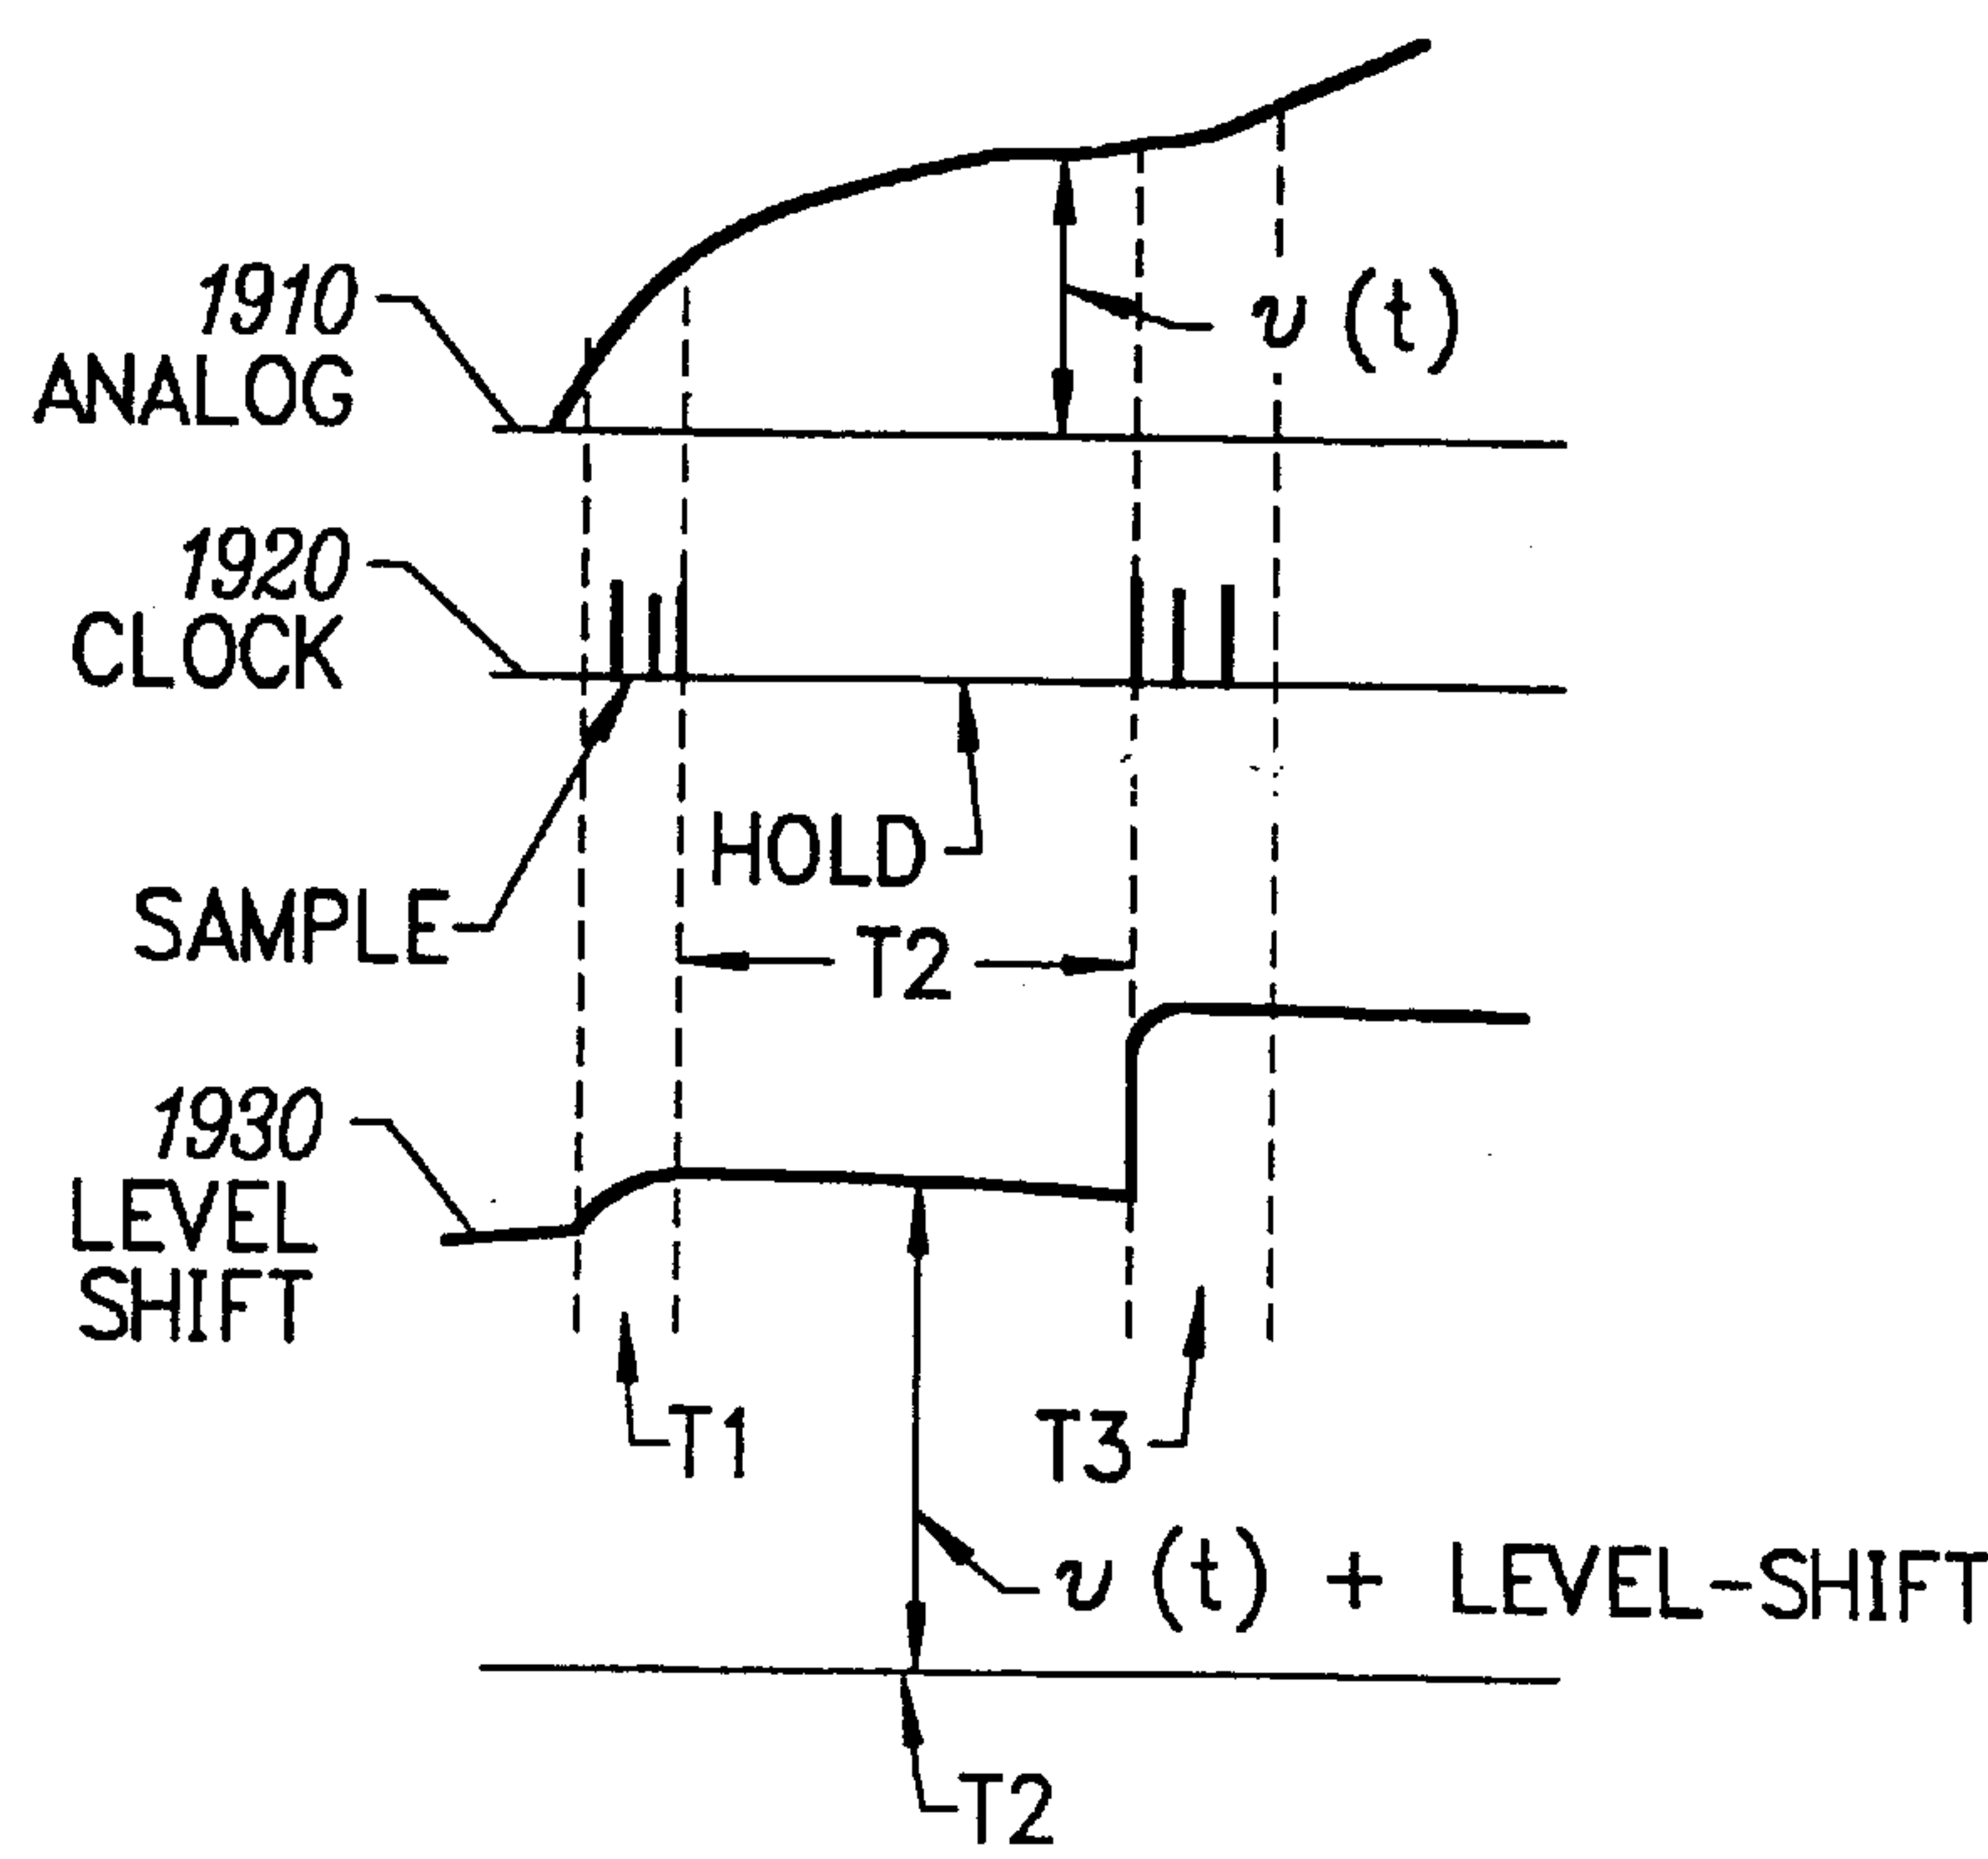 1910
ANALOG
v (t)
1920
CLOCK
HOLD
SAMPLE
T2
1930
LEVEL
SHIFT
T1
T3
v (t) + LEVEL-SHIFT
T2